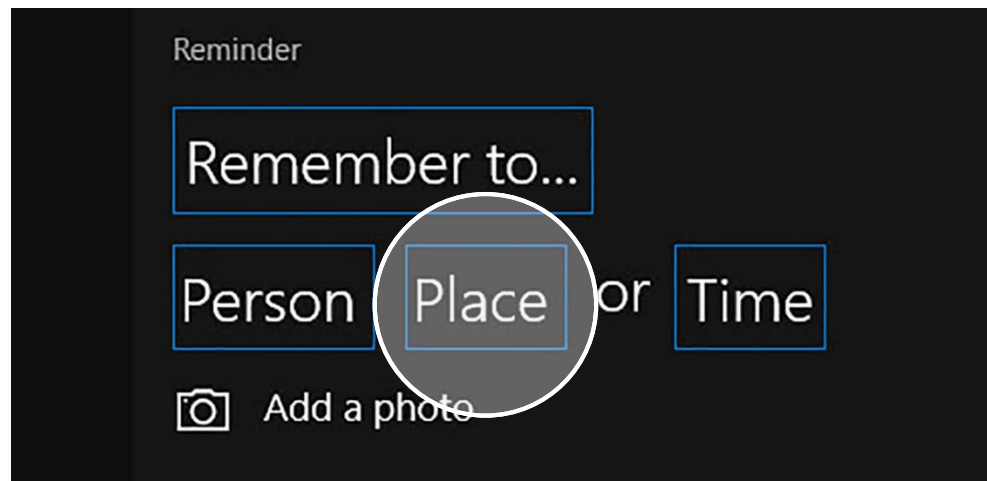 Reminder
Remember to...
Person Place or Time
Add a photo